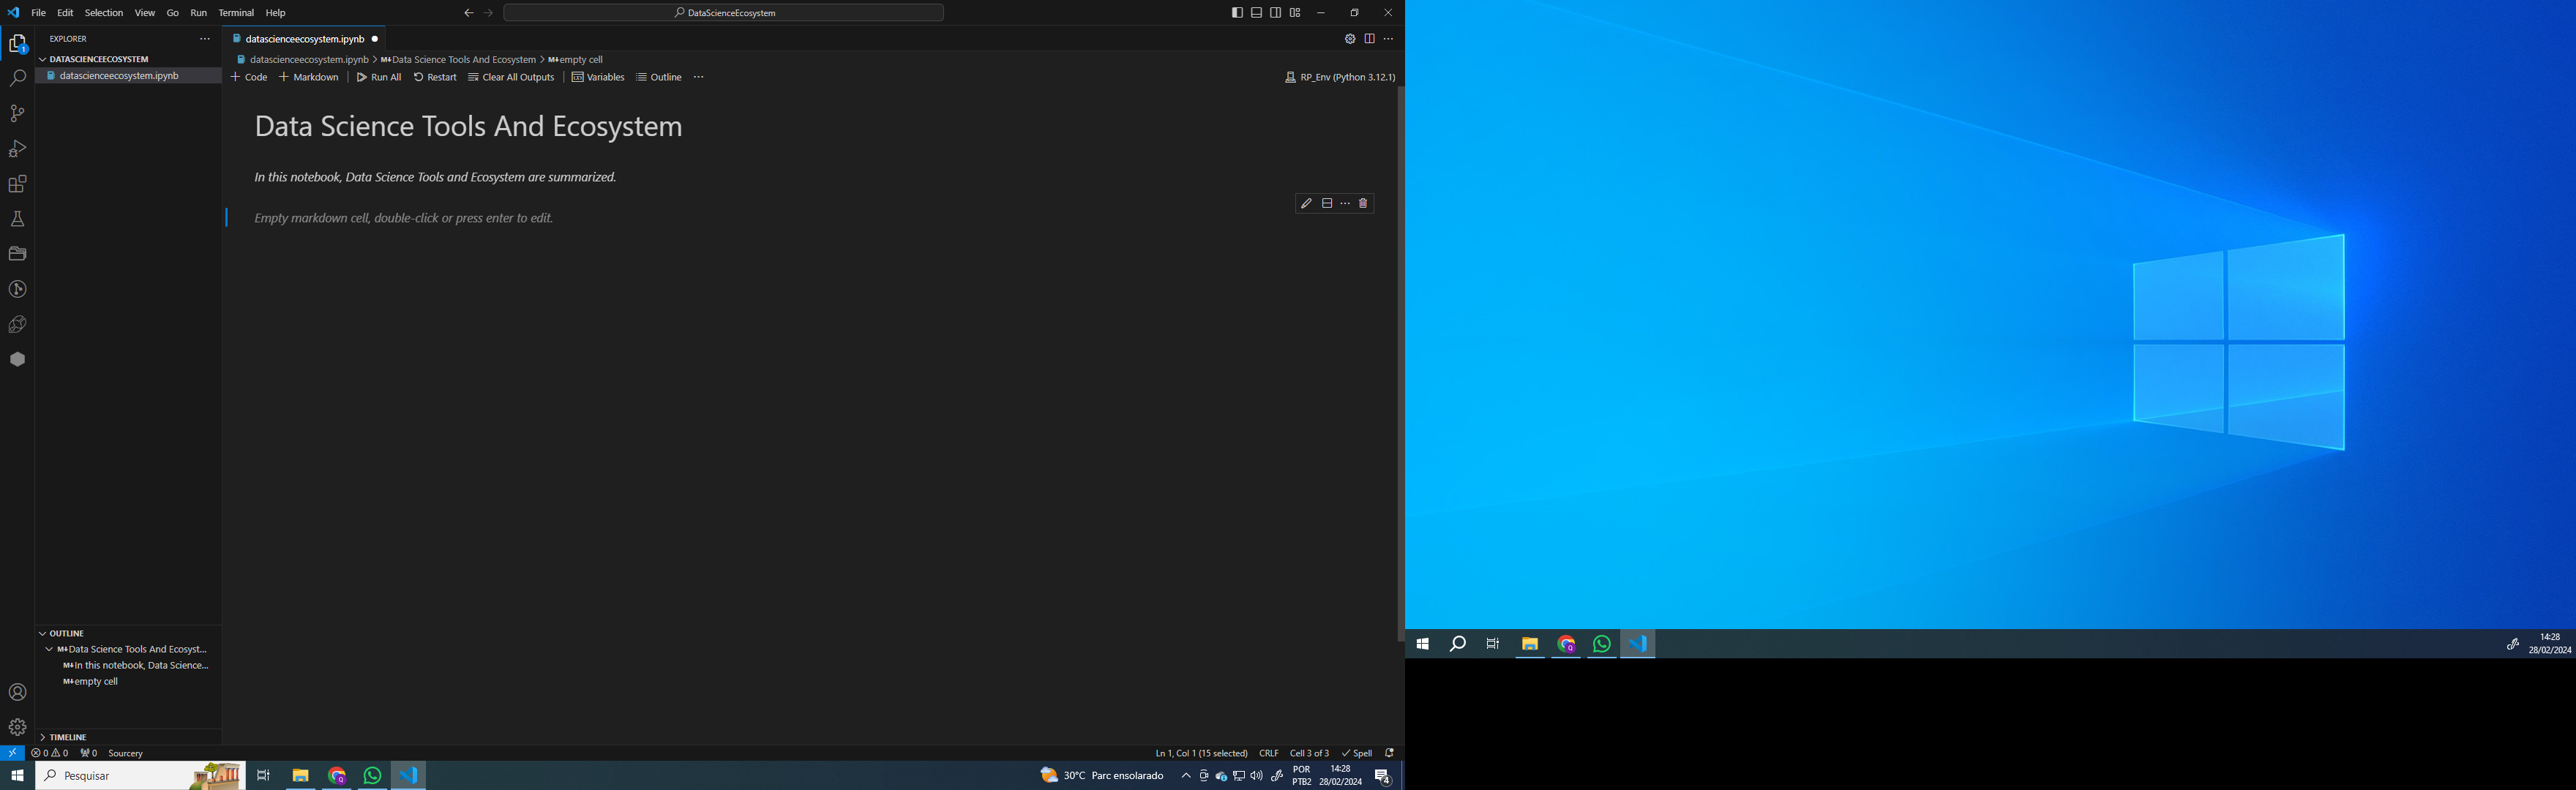 File Edit Selection View Go Run Terminal Help
DataScienceEcosystem
EXPLORER
datascienceecosystem.ipynb
DATASCIENCEECOSYSTEM
datascienceecosystem.ipynb
datascienceecosystem.ipynb > M↓Data Science Tools And Ecosystem > M↓empty cell
Code Markdown Run All Restart Clear All Outputs Variables Outline
RP_Env (Python 3.12.1)
Data Science Tools And Ecosystem
In this notebook, Data Science Tools and Ecosystem are summarized.
Empty markdown cell, double-click or press enter to edit.
OUTLINE
M↓Data Science Tools And Ecosyst...
M↓In this notebook, Data Science...
M↓empty cell
TIMELINE
0 0 0 Sourcery
Ln 1, Col 1 (15 selected) CRLF Cell 3 of 3 Spell
Pesquisar
30°C Parc ensolarado
POR
PTB2
14:28
28/02/2024
4
14:28
28/02/2024
1